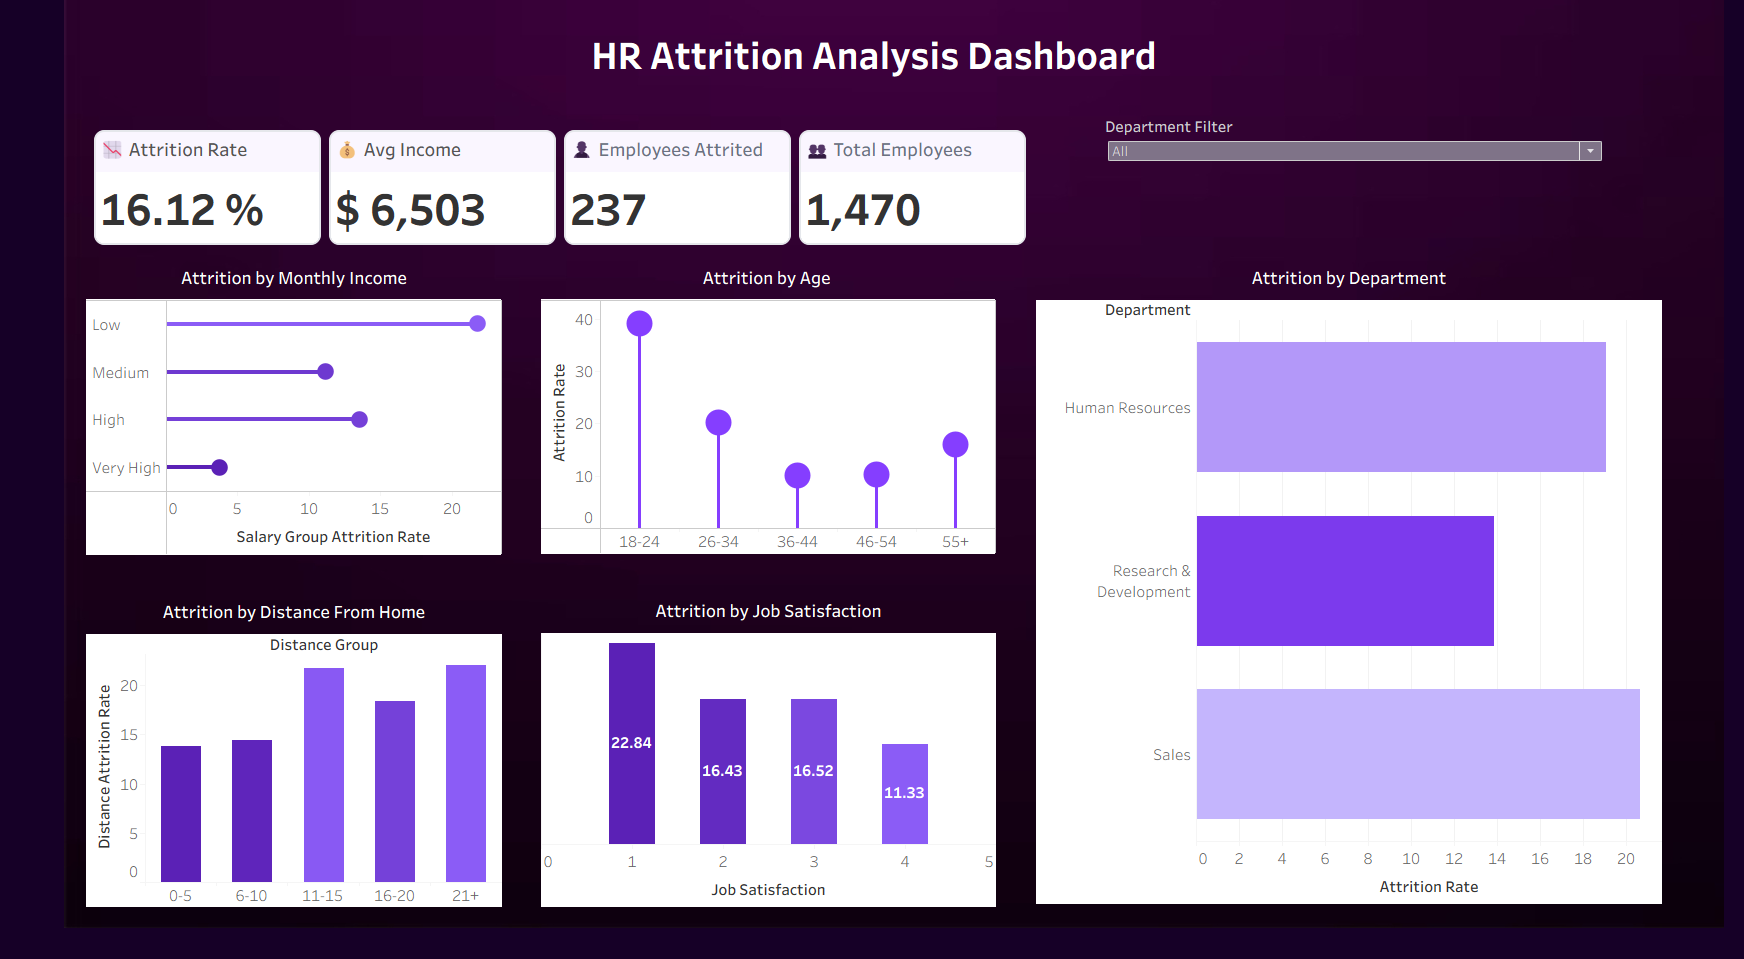 HR Attrition Analysis Dashboard
Department Filter
All
Attrition Rate
16.12 %
Avg Income
$ 6,503
Employees Attrited
237
Total Employees
1,470
Attrition by Monthly Income
Low
Medium
High
Very High
0 5 10 15 20
Salary Group Attrition Rate
Attrition by Age
Attrition Rate
40
30
20
10
0
18-24 26-34 36-44 46-54 55+
Attrition by Department
Department
Human Resources
Research &
Development
Sales
0 2 4 6 8 10 12 14 16 18 20
Attrition Rate
Attrition by Distance From Home
Distance Group
Distance Attrition Rate
20
15
10
5
0
0-5 6-10 11-15 16-20 21+
Attrition by Job Satisfaction
22.84
16.43
16.52
11.33
0 1 2 3 4 5
Job Satisfaction